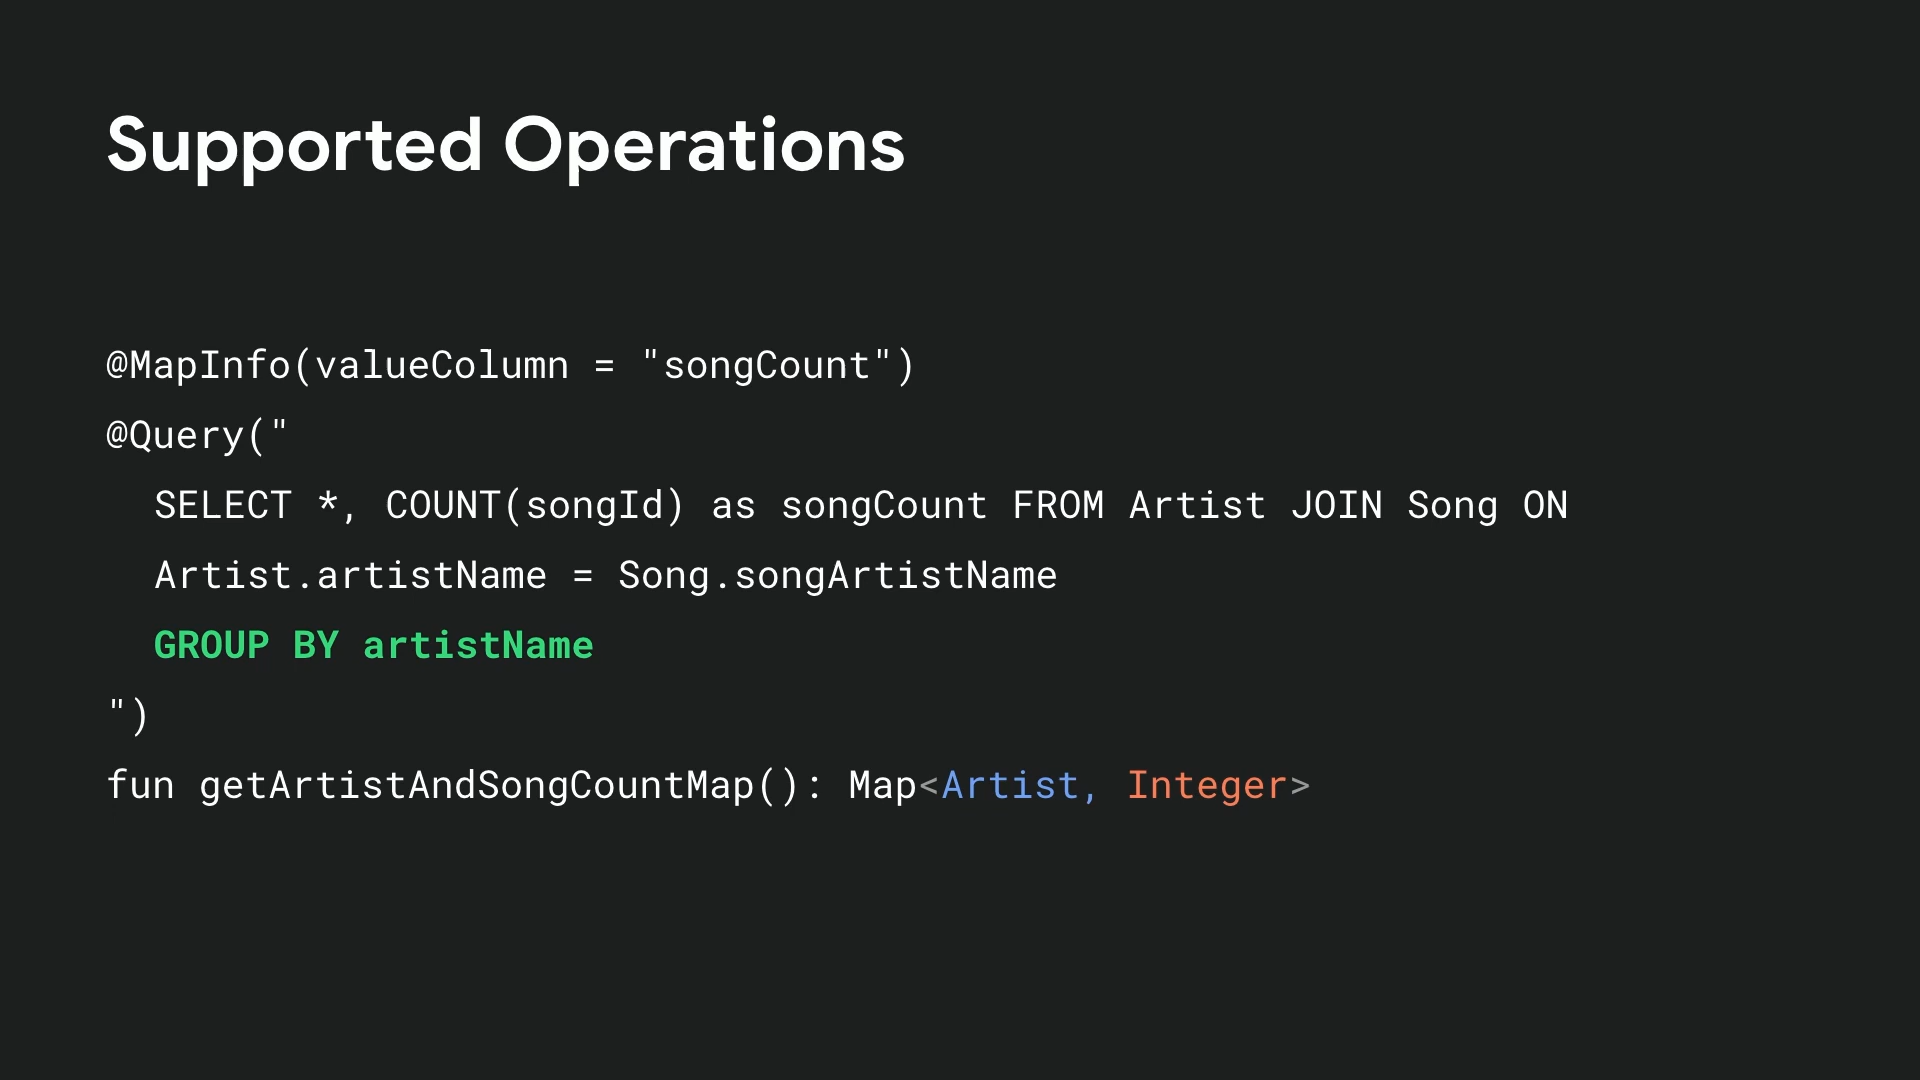 Supported Operations
@MapInfo(valueColumn = "songCount")
@Query("
SELECT *, COUNT(songId) as songCount FROM Artist JOIN Song ON
Artist.artistName = Song.songArtistName
GROUP BY artistName
")
fun getArtistAndSongCountMap(): Map<Artist, Integer>